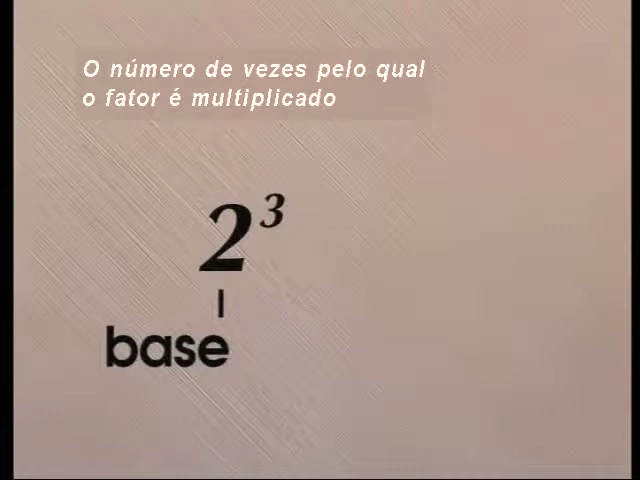 O número de vezes pelo qual
o fator é multiplicado
2³
base